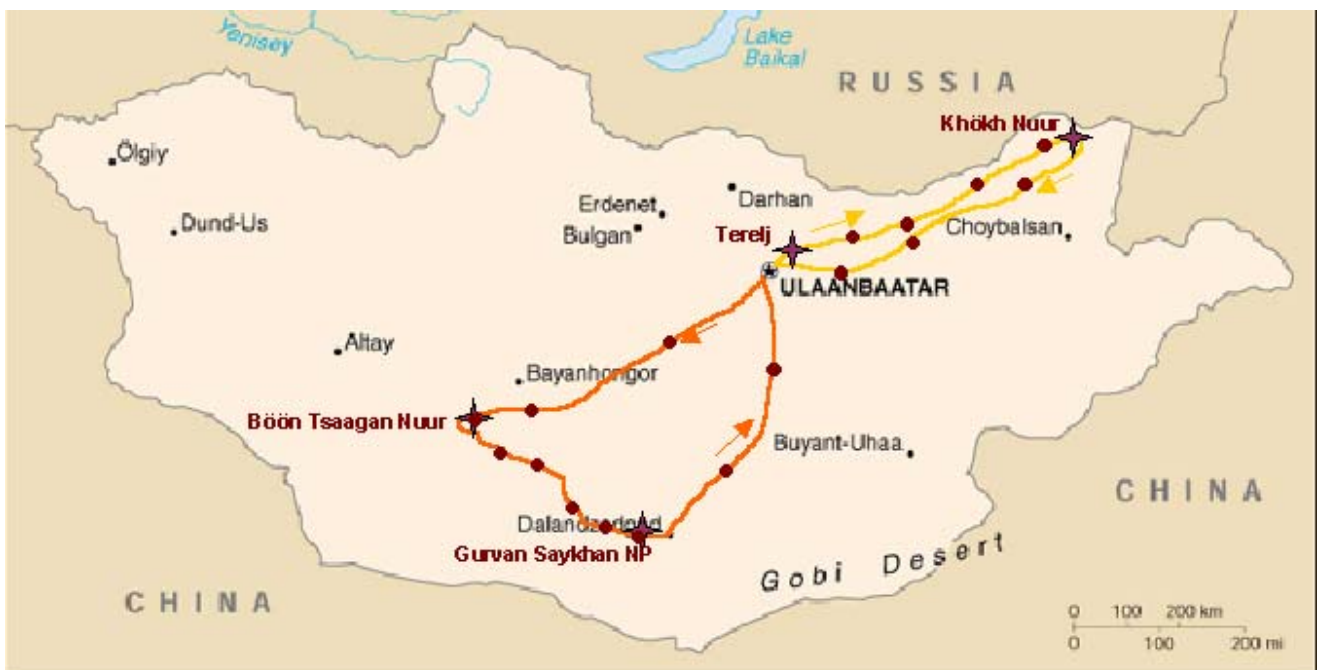 Yenisey
Lake
Baikal
RUSSIA
Khökh Nuur
Ölgiy
Darhan
Erdenet
Dund-Us
Bulgan
Terelj
Choybalsan
ULAANBAATAR
Altay
Bayanhongor
Böön Tsaagan Nuur
Buyant-Uhaa
CHINA
Dalandzadgad
Gurvan Saykhan NP
Gobi Desert
CHINA
0 100 200 km
0 100 200 mi